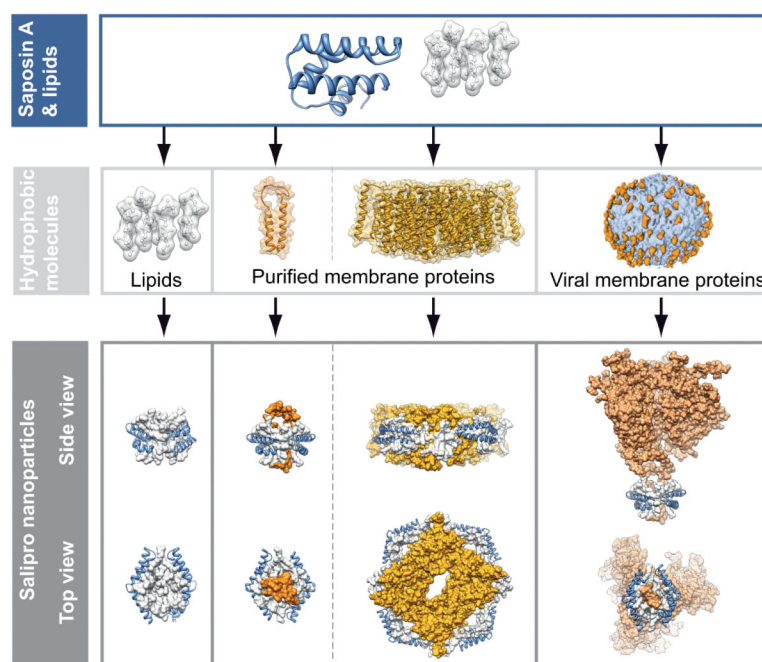 Saposin A
& lipids
Hydrophobic
molecules
Lipids
Purified membrane proteins
Viral membrane proteins
Salipro nanoparticles
Side view
Top view